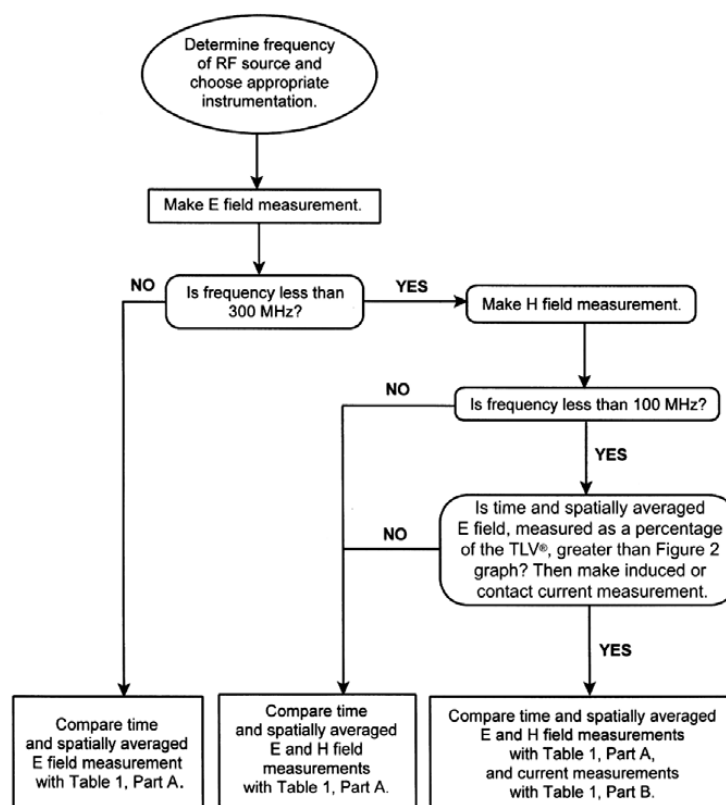 Determine frequency
of RF source and
choose appropriate
instrumentation.
Make E field measurement.
NO
Is frequency less than
300 MHz?
YES
Make H field measurement.
NO
Is frequency less than 100 MHz?
YES
Is time and spatially averaged
E field, measured as a percentage
of the TLV®, greater than Figure 2
graph? Then make induced or
contact current measurement.
NO
YES
Compare time
and spatially averaged
E field measurement
with Table 1, Part A.
Compare time
and spatially averaged
E and H field
measurements
with Table 1, Part A.
Compare time and spatially averaged
E and H field measurements
with Table 1, Part A,
and current measurements
with Table 1, Part B.